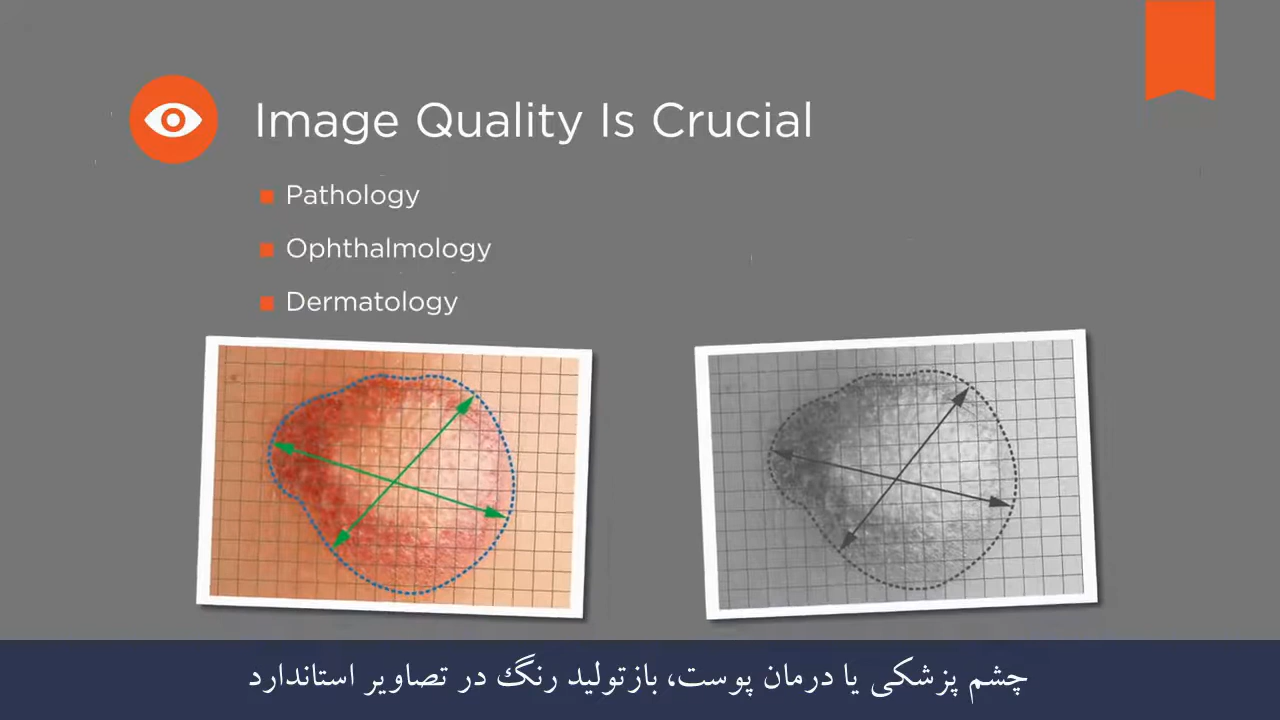 Image Quality Is Crucial
Pathology
Ophthalmology
Dermatology
چشم پزشکی یا درمان پوست، بازتولید رنگ در تصاویر استاندارد